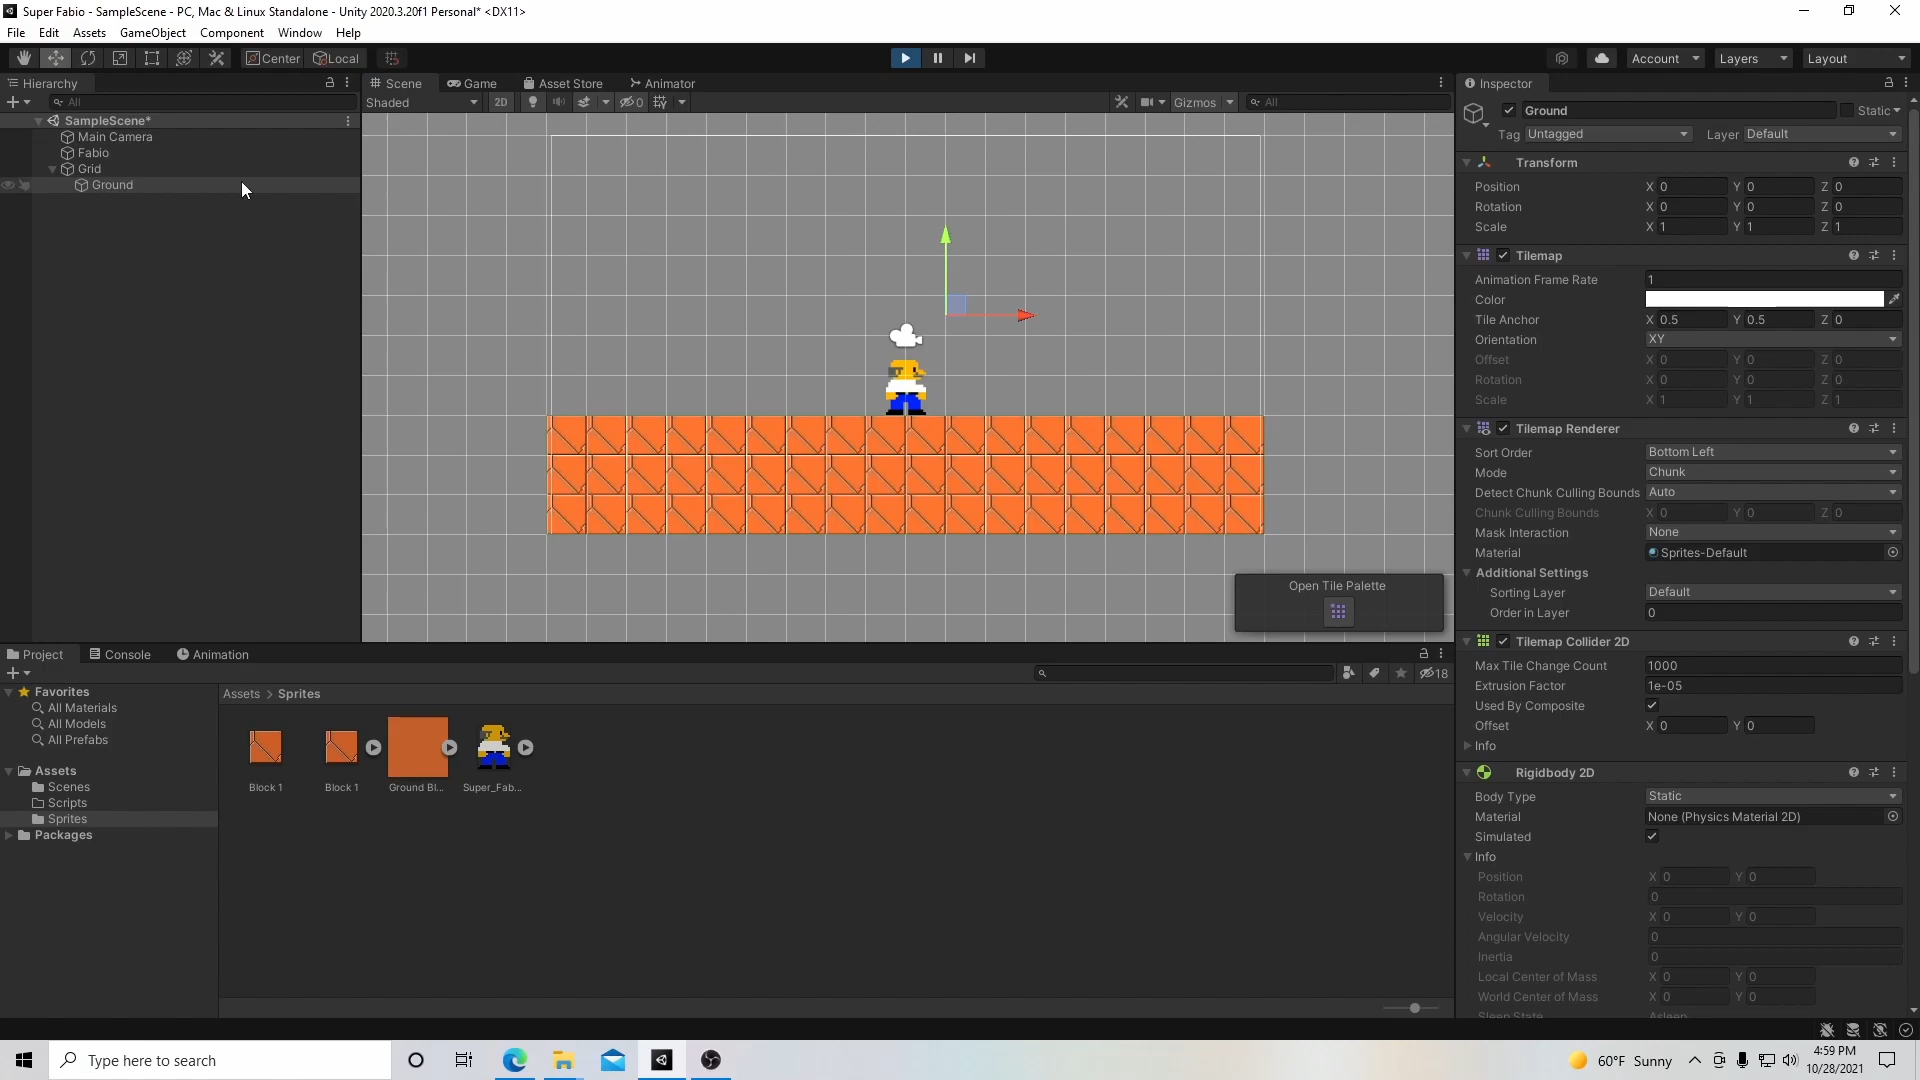 Super Fabio - SampleScene - PC, Mac & Linux Standalone - Unity 2020.3.20f1 Personal* <DX11>
File Edit Assets GameObject Component Window Help
Center Local Account Layers Layout
Hierarchy Scene Game Asset Store Animator Inspector
All Shaded 2D 0 Gizmos All
SampleScene*
Main Camera
Fabio
Grid
Ground
Open Tile Palette
Ground Static
Tag Untagged Layer Default
Transform
Position X 0 Y 0 Z 0
Rotation X 0 Y 0 Z 0
Scale X 1 Y 1 Z 1
Tilemap
Animation Frame Rate 1
Color
Tile Anchor X 0.5 Y 0.5 Z 0
Orientation XY
Offset X 0 Y 0 Z 0
Rotation X 0 Y 0 Z 0
Scale X 1 Y 1 Z 1
Tilemap Renderer
Sort Order Bottom Left
Mode Chunk
Detect Chunk Culling Bounds Auto
Chunk Culling Bounds X 0 Y 0 Z 0
Mask Interaction None
Material Sprites-Default
Additional Settings
Sorting Layer Default
Order in Layer 0
Tilemap Collider 2D
Max Tile Change Count 1000
Extrusion Factor 1e-05
Used By Composite
Offset X 0 Y 0
Info
Rigidbody 2D
Body Type Static
Material None (Physics Material 2D)
Simulated
Info
Position X 0 Y 0
Rotation 0
Velocity X 0 Y 0
Angular Velocity 0
Inertia 0
Local Center of Mass X 0 Y 0
World Center of Mass X 0 Y 0
Sleep State Asleep
Project Console Animation
18
Favorites
All Materials
All Models
All Prefabs
Assets
Scenes
Scripts
Sprites
Packages
Assets > Sprites
Block 1 Block 1 Ground Bl... Super_Fab...
Type here to search
60°F Sunny
4:59 PM
10/28/2021